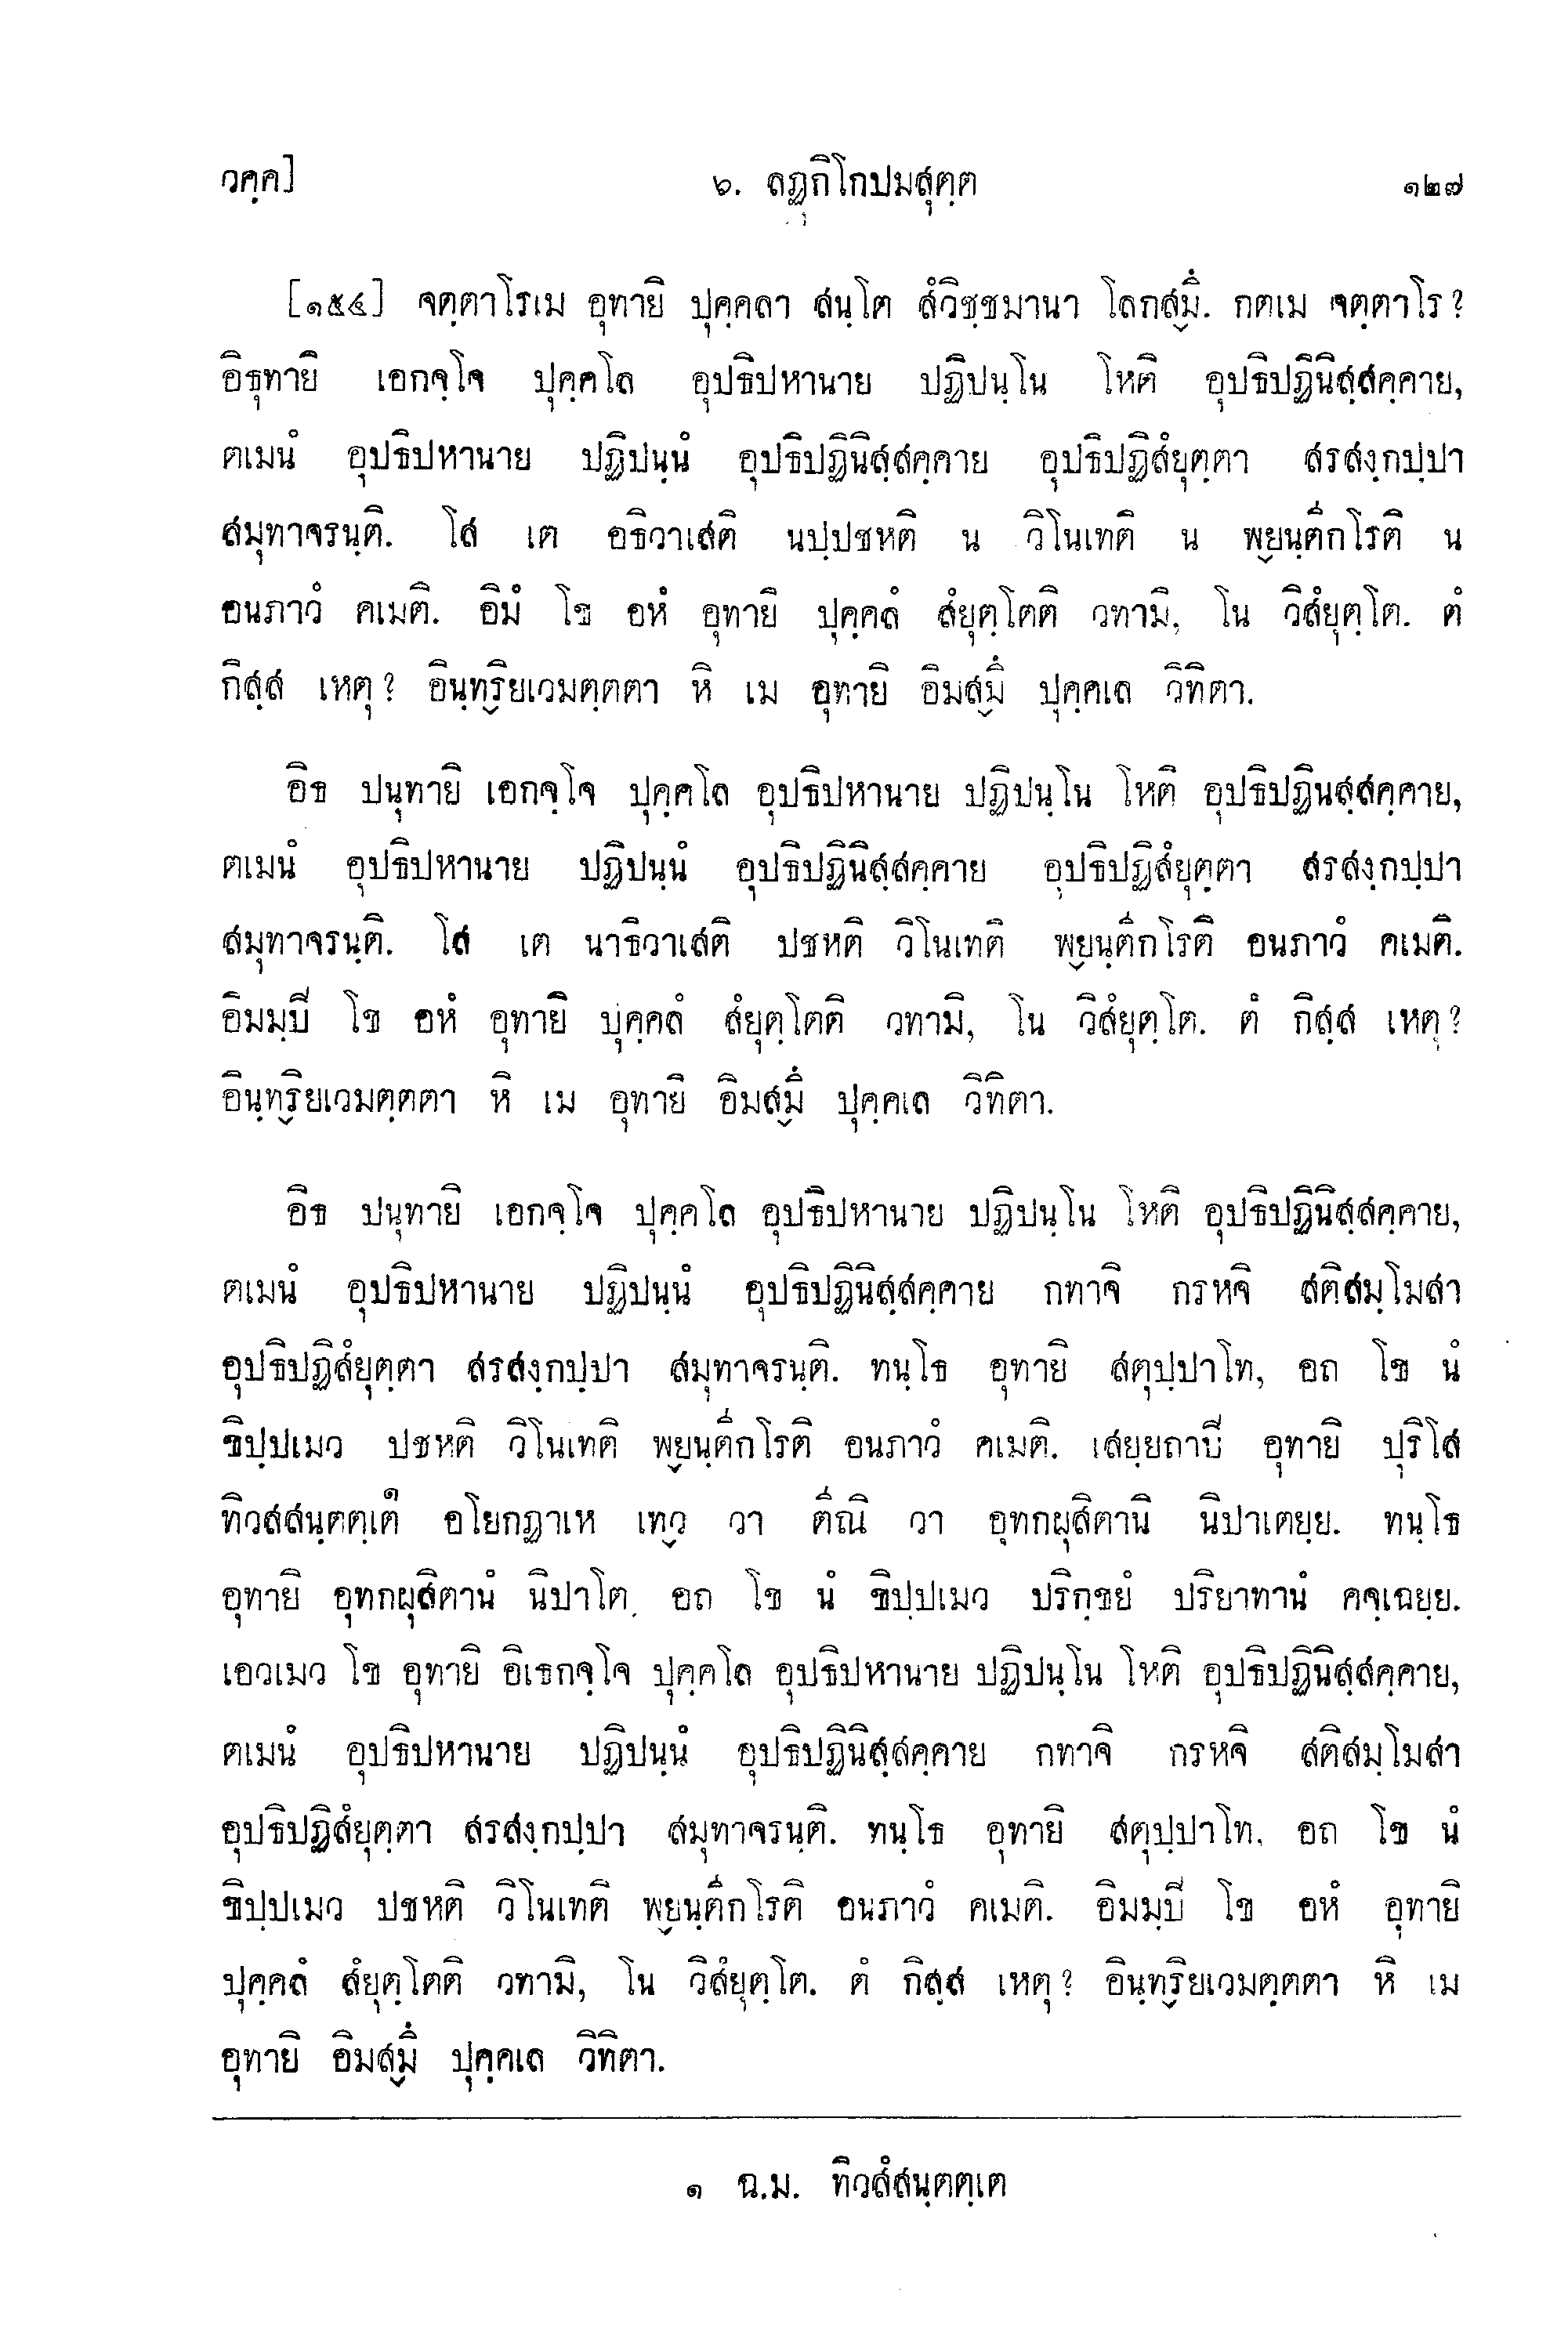 วคฺค] ๖. ลฏุกิโกปมสุตฺต ๑๒๗
[๑๕๔] จตฺตาโรเม อุทายิ ปุคฺคลา สนฺโต สํวิชฺชมานา โลกสฺมิํ. กตเม จตฺตาโร?
อิธุทายิ เอกจฺโจ ปุคฺคโล อุปธิปหานาย ปฏิปนฺโน โหติ อุปธิปฏินิสฺสคฺคาย,
ตเมนํ อุปธิปหานาย ปฏิปนฺนํ อุปธิปฏินิสฺสคฺคาย อุปธิปฏิสํยุตฺตา สรสงฺกปฺปา
สมุทาจรนฺติ. โส เต อธิวาเสติ นปฺปชหติ น วิโนเทติ น พฺยนฺตึกโรติ น
อนภาวํ คเมติ. อิมํ โข อหํ อุทายิ ปุคฺคลํ สํยุตฺโตติ วทามิ, โน วิสํยุตฺโต. ตํ
กิสฺส เหตุ? อินฺทฺริยเวมตฺตตา หิ เม อุทายิ อิมสฺมิํ ปุคฺคเล วิทิตา.
อิธ ปนุทายิ เอกจฺโจ ปุคฺคโล อุปธิปหานาย ปฏิปนฺโน โหติ อุปธิปฏินสฺสคฺคาย,
ตเมนํ อุปธิปหานาย ปฏิปนฺนํ อุปธิปฏินิสฺสคฺคาย อุปธิปฏิสํยุตฺตา สรสงฺกปฺปา
สมุทาจรนฺติ. โส เต นาธิวาเสติ ปชหติ วิโนเทติ พฺยนฺตึกโรติ อนภาวํ คเมติ.
อิมมฺปี โข อหํ อุทายิ ปุคฺคลํ สํยุตฺโตติ วทามิ, โน วิสํยุตฺโต. ตํ กิสฺส เหตุ?
อินฺทฺริยเวมตฺตตา หิ เม อุทายิ อิมสฺมิํ ปุคฺคเล วิทิตา.
อิธ ปนุทายิ เอกจฺโจ ปุคฺคโล อุปธิปหานาย ปฏิปนฺโน โหติ อุปธิปฏินิสฺสคฺคาย,
ตเมนํ อุปธิปหานาย ปฏิปนฺนํ อุปธิปฏินิสฺสคฺคาย กทาจิ กรหจิ สติสมฺโมสา
อุปธิปฏิสํยุตฺตา สรสงฺกปฺปา สมุทาจรนฺติ. ทนฺโธ อุทายิ สตุปฺปาโท, อถ โข นํ
ขิปฺปเมว ปชหติ วิโนเทติ พฺยนฺตึกโรติ อนภาวํ คเมติ. เสยฺยถาปี อุทายิ ปุริโส
ทิวสสนฺตตฺเต๑ อโยกฏาเห เทฺว วา ตึณิ วา อุทกผุสิตานิ นิปาเตยฺย. ทนฺโธ
อุทายิ อุทกผุสิตานํ นิปาโต, อถ โข นํ ขิปฺปเมว ปริกฺขยํ ปริยาทานํ คจฺเฉยฺย.
เอวเมว โข อุทายิ อิเธกจฺโจ ปุคฺคโล อุปธิปหานาย ปฏิปนฺโน โหติ อุปธิปฏินิสฺสคฺคาย,
ตเมนํ อุปธิปหานาย ปฏิปนฺนํ อุปธิปฏินิสฺสคฺคาย กทาจิ กรหจิ สติสมฺโมสา
อุปธิปฏิสํยุตฺตา สรสงฺกปฺปา สมุทาจรนฺติ. ทนฺโธ อุทายิ สตุปฺปาโท, อถ โข นํ
ขิปฺปเมว ปชหติ วิโนเทติ พฺยนฺตึกโรติ อนภาวํ คเมติ. อิมมฺปี โข อหํ อุทายิ
ปุคฺคลํ สํยุตฺโตติ วทามิ, โน วิสํยุตฺโต. ตํ กิสฺส เหตุ? อินฺทฺริยเวมตฺตตา หิ เม
อุทายิ อิมสฺมิํ ปุคฺคเล วิทิตา.
๑ ฉ.ม. ทิวสํสนฺตตฺเต